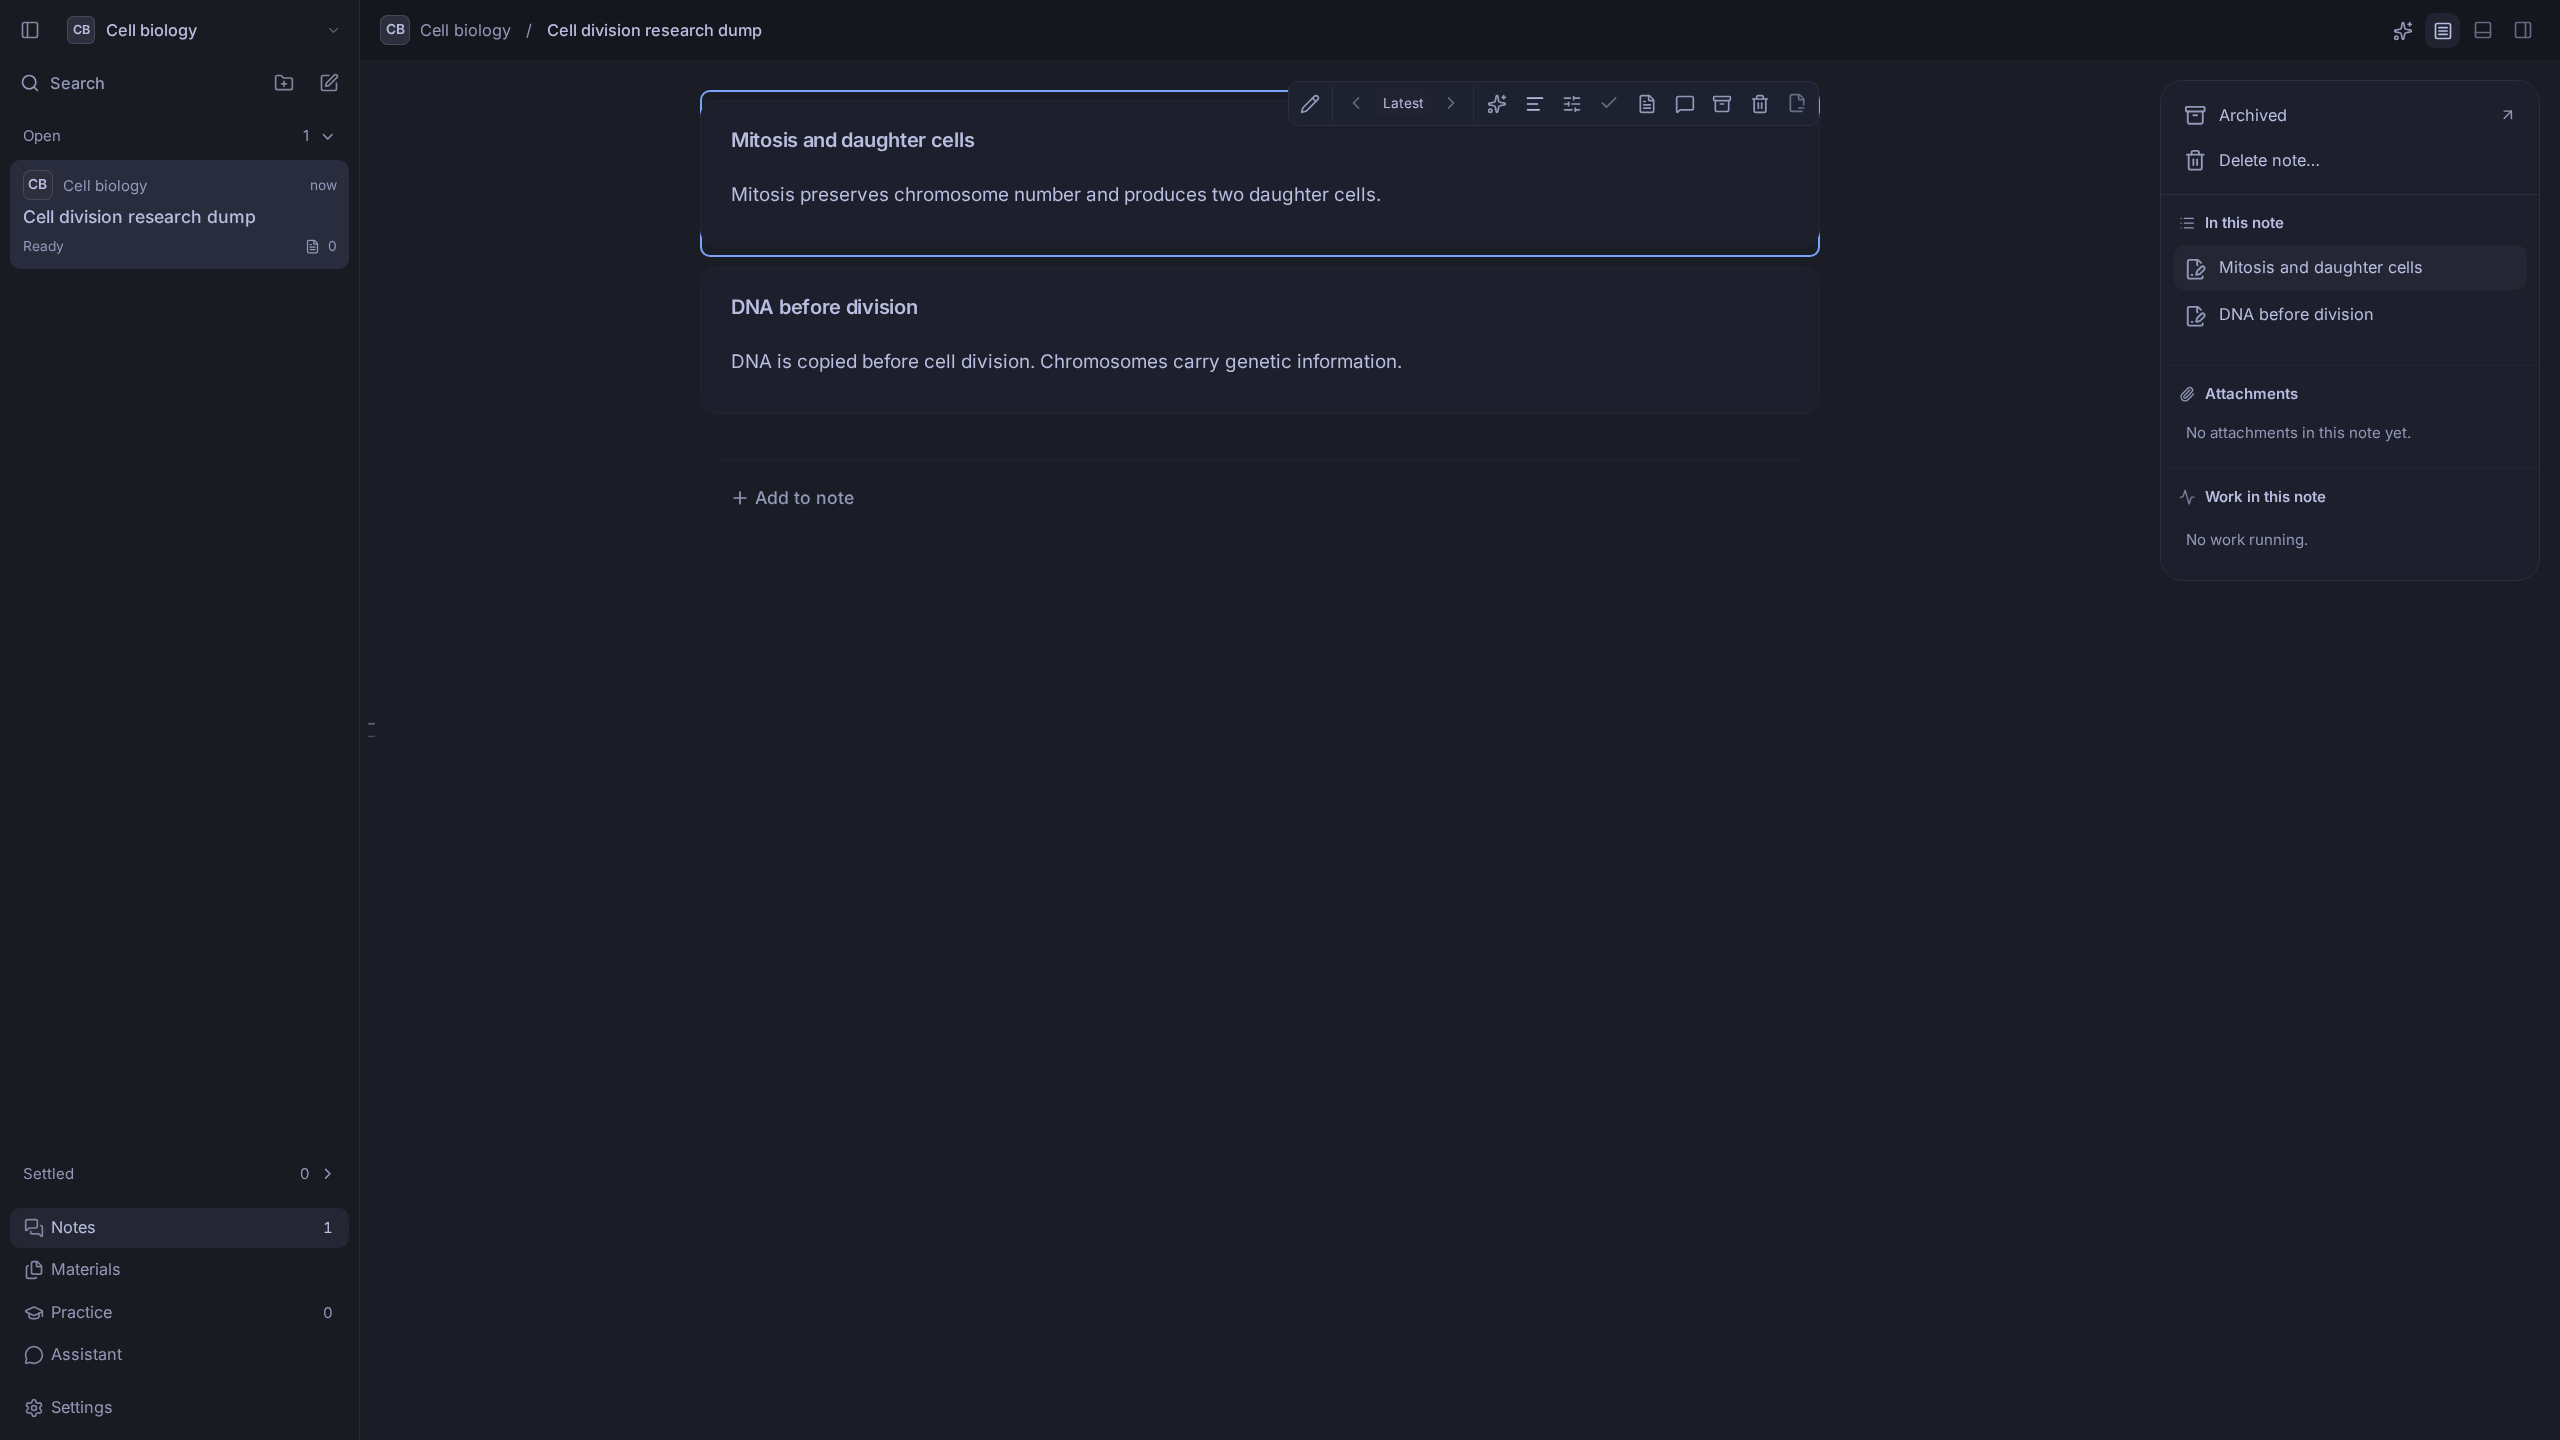 CB Cell biology
Search
Open 1
CB Cell biology now
Cell division research dump
Ready 0
Settled 0
Notes 1
Materials
Practice 0
Assistant
Settings
CB Cell biology / Cell division research dump
Latest
Mitosis and daughter cells
Mitosis preserves chromosome number and produces two daughter cells.
DNA before division
DNA is copied before cell division. Chromosomes carry genetic information.
Add to note
Archived
Delete note...
In this note
Mitosis and daughter cells
DNA before division
Attachments
No attachments in this note yet.
Work in this note
No work running.